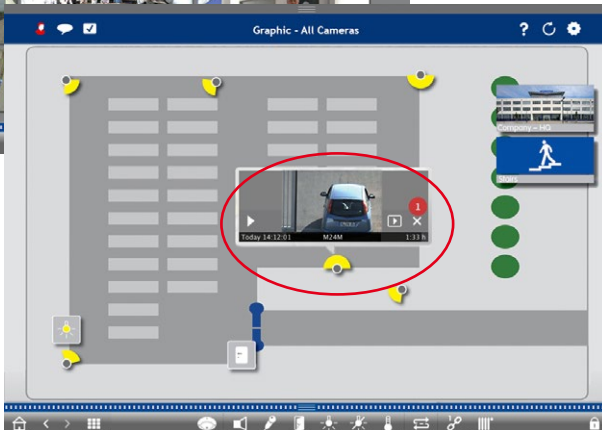 Graphic - All Cameras
?
Company - HQ
Stairs
1
Today 14:12:01 M24M 1:33 h